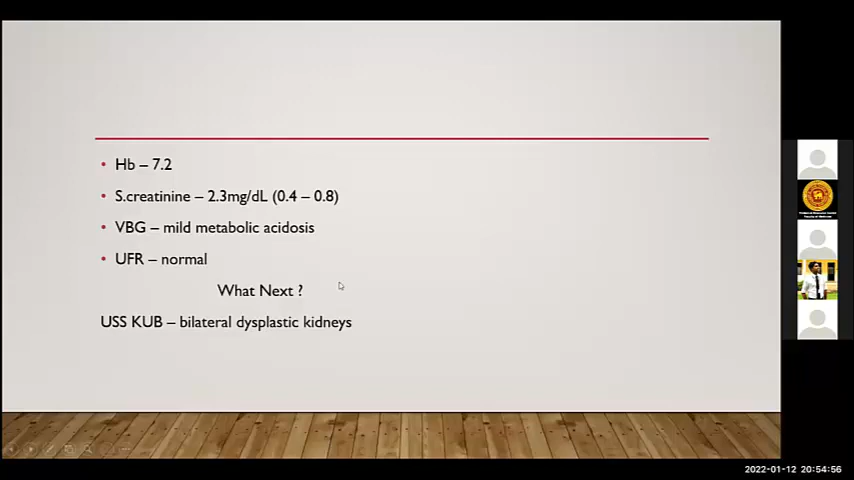 • Hb – 7.2
• S.creatinine – 2.3mg/dL (0.4 – 0.8)
• VBG – mild metabolic acidosis
• UFR – normal
What Next ?
USS KUB – bilateral dysplastic kidneys
2022-01-12 20:54:56